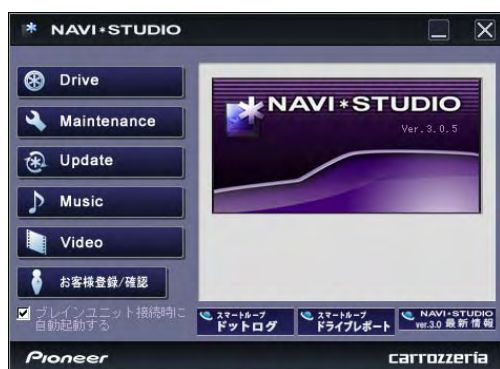 NAVI*STUDIO
Drive
Maintenance
Update
Music
Video
お客様登録/確認
ブレインユニット接続時に
自動起動する
NAVI*STUDIO
Ver.3.0.5
スマートループ
ドットログ
スマートループ
ドライブレポート
NAVI*STUDIO
ver.3.0 最新情報
Pioneer
carrozzeria